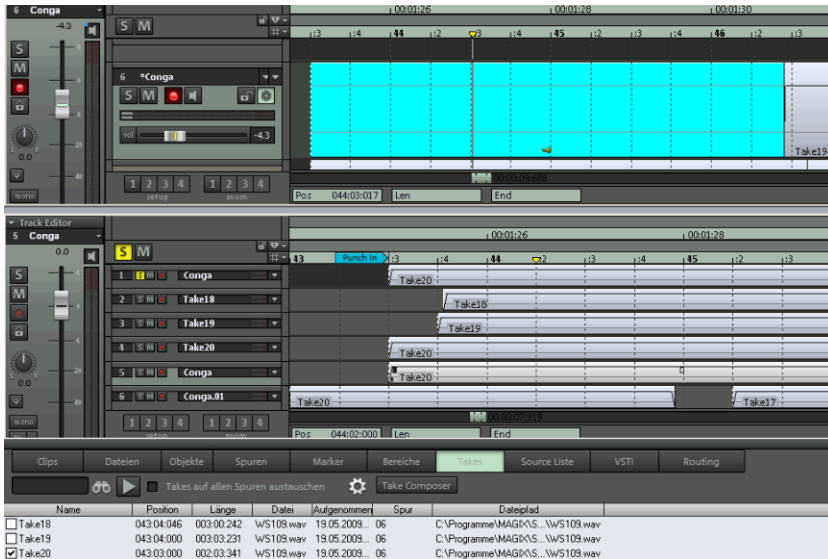 6 Conga
-4.3
S M
00:01:26 00:01:28 00:01:30
:3 :4 44 :2 :3 :4 45 :2 :3 :4 46 :2 :3
S
M
6 *Conga
S M
vol -4.3
0.0
mono
1 2 3 4 1 2 3 4
setup zoom
Take19
00:00:09:688
Pos 044:03:017 Len End
Track Editor
5 Conga
0.0
S M
00:01:26 00:01:28
43 Punch In :3 :4 44 :2 :3 :4 45 :2 :3
S
M
0.0
mono
1 S M Conga
2 S M Take18
3 S M Take19
4 S M Take20
5 S M Conga
6 S M Conga.01
Take20
Take18
Take19
Take20
Take20
Take20 Take17
1 2 3 4 1 2 3 4
setup zoom
00:00:07:919
Pos 044:02:000 Len End
Clips Dateien Objekte Spuren Marker Bereiche Takes Source Liste VSTi Routing
Takes auf allen Spuren austauschen Take Composer
Name Position Länge Datei Aufgenommen Spur Dateipfad
Take18 043:04:046 003:00:242 WS109.wav 19.05.2009... 06 C:\Programme\MAGIX\S...\WS109.wav
Take19 043:04:000 003:03:231 WS109.wav 19.05.2009... 06 C:\Programme\MAGIX\S...\WS109.wav
Take20 043:03:000 002:03:341 WS109.wav 19.05.2009... 06 C:\Programme\MAGIX\S...\WS109.wav